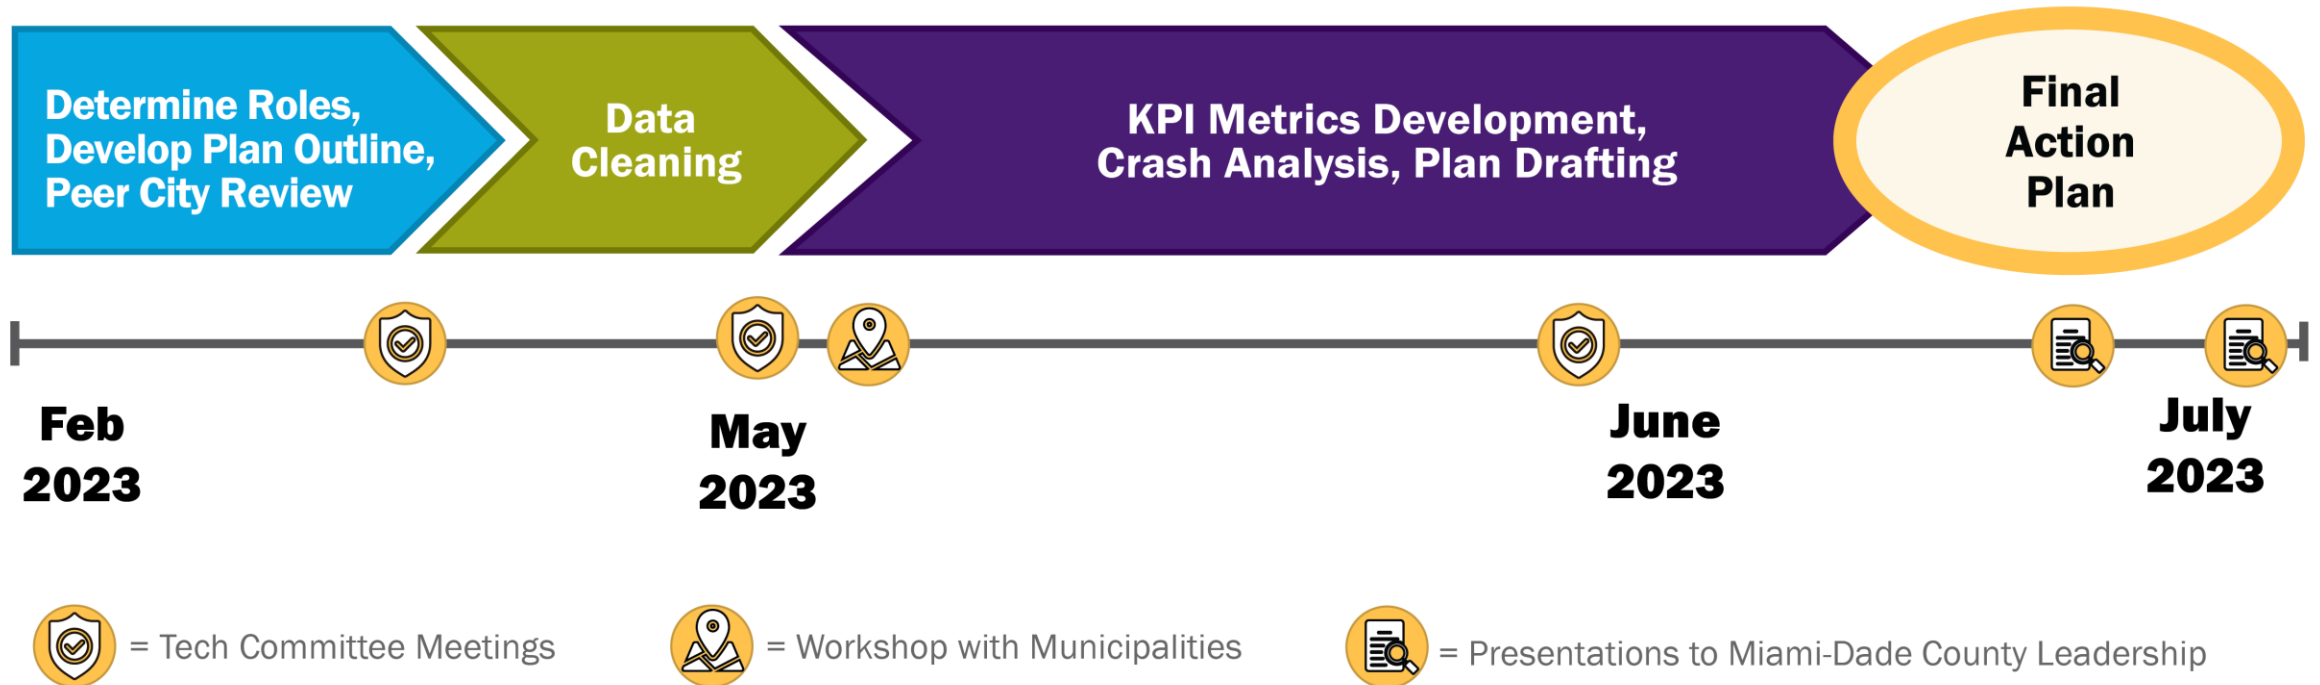 Determine Roles,
Develop Plan Outline,
Peer City Review
Data
Cleaning
KPI Metrics Development,
Crash Analysis, Plan Drafting
Final
Action
Plan
Feb
2023
May
2023
June
2023
July
2023
= Tech Committee Meetings
= Workshop with Municipalities
= Presentations to Miami-Dade County Leadership